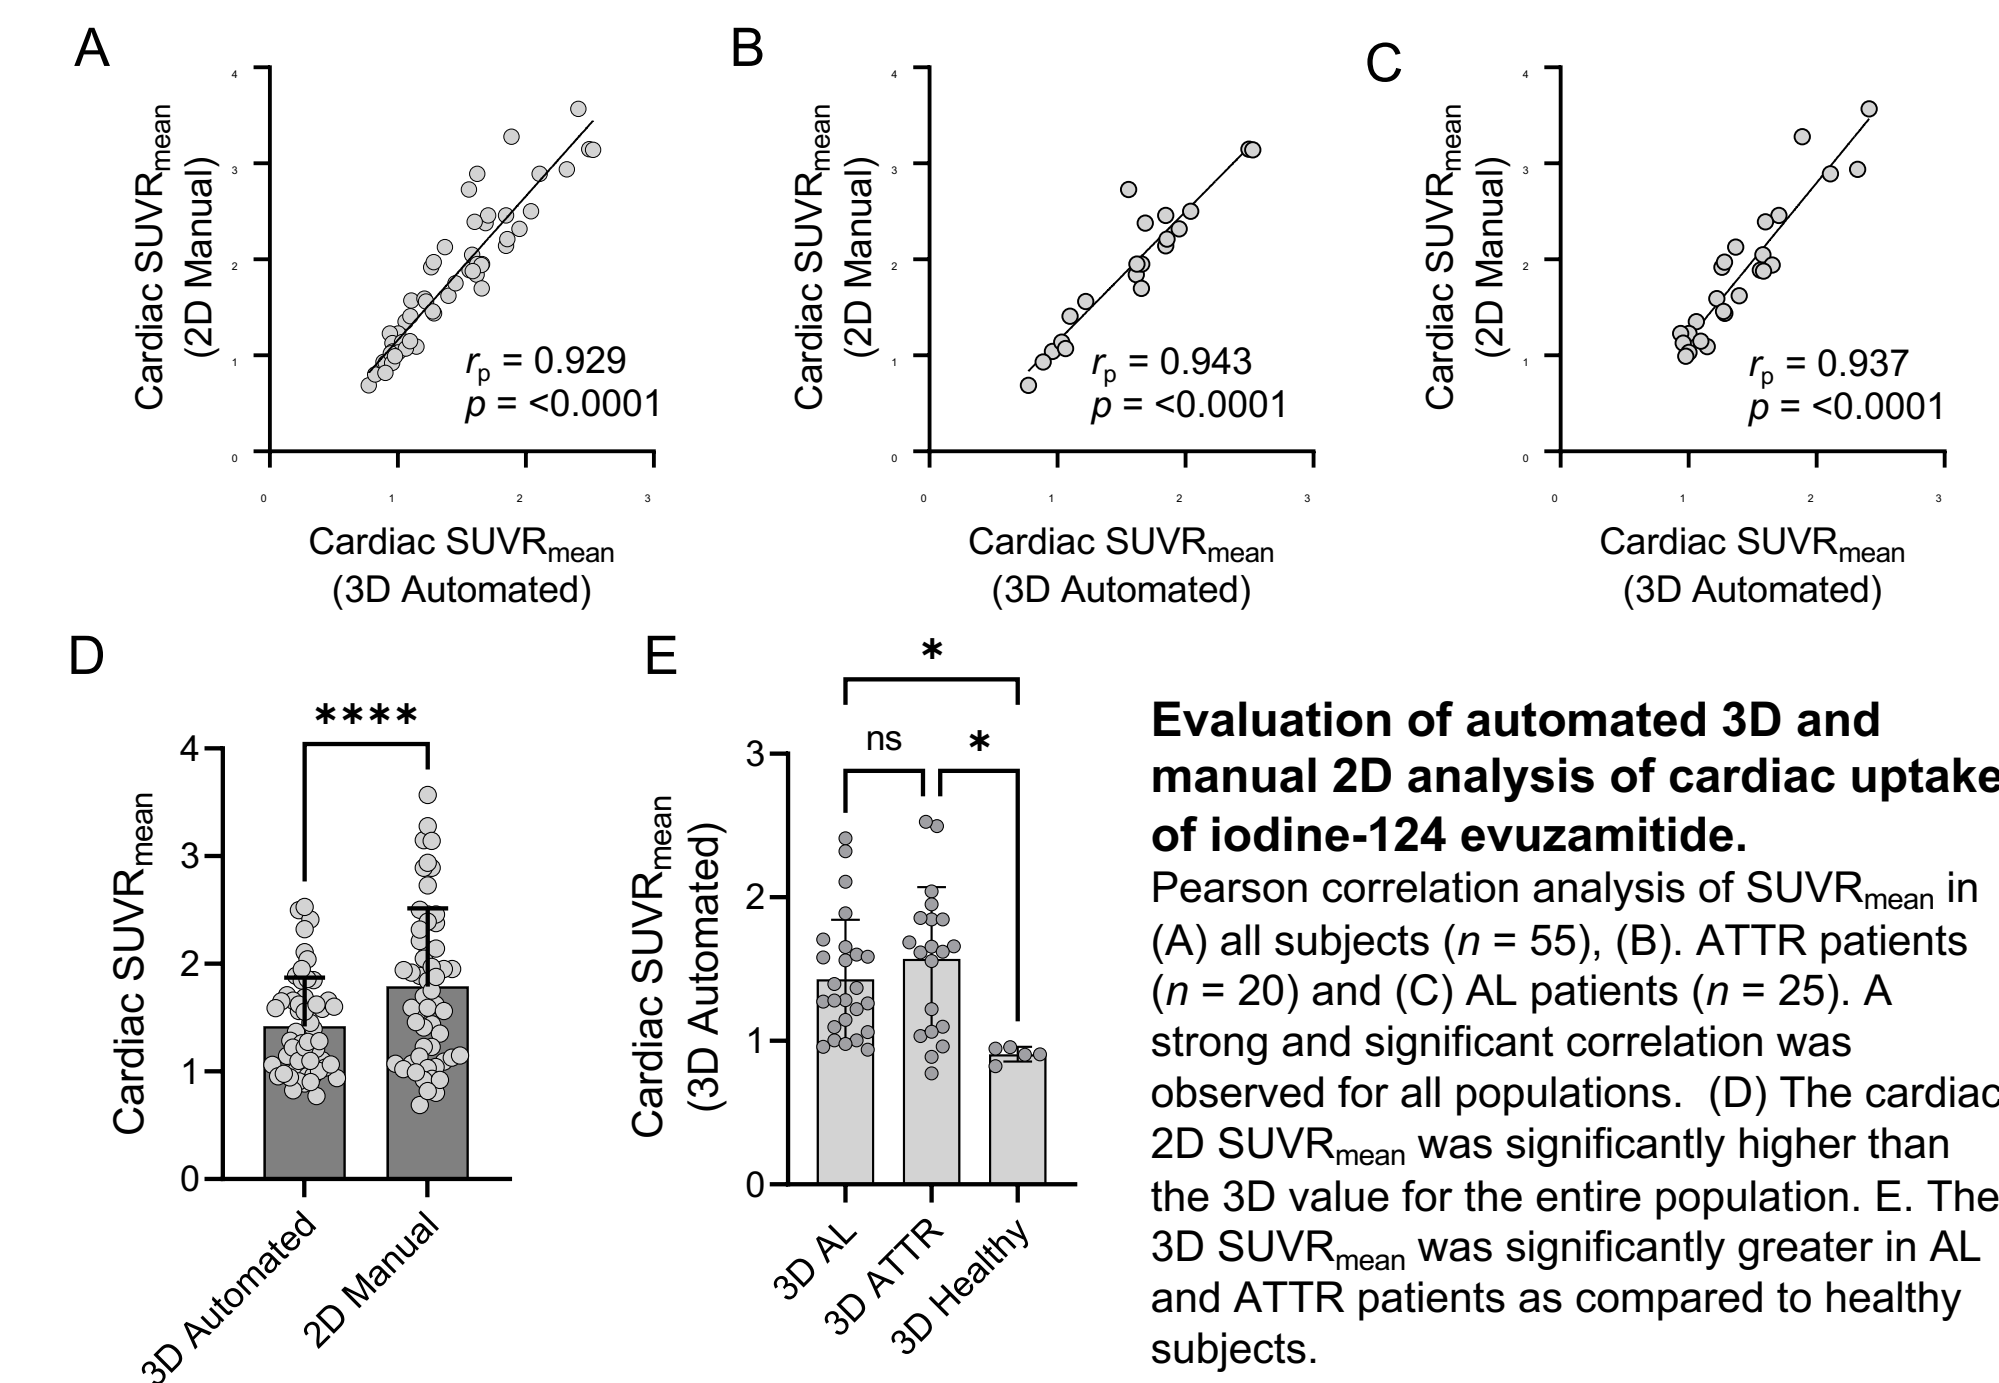 A
4
3
2
1
0
0 1 2 3
Cardiac SUVRmean
(2D Manual)
rp = 0.929
p = <0.0001
Cardiac SUVRmean
(3D Automated)
B
4
3
2
1
0
0 1 2 3
Cardiac SUVRmean
(2D Manual)
rp = 0.943
p = <0.0001
Cardiac SUVRmean
(3D Automated)
C
4
3
2
1
0
0 1 2 3
Cardiac SUVRmean
(2D Manual)
rp = 0.937
p = <0.0001
Cardiac SUVRmean
(3D Automated)
D
****
4
3
2
1
0
Cardiac SUVRmean
3D Automated
2D Manual
E
*
ns
*
3
2
1
0
Cardiac SUVRmean
(3D Automated)
3D AL
3D ATTR
3D Healthy
Evaluation of automated 3D and
manual 2D analysis of cardiac uptake
of iodine-124 evuzamitide.
Pearson correlation analysis of SUVRmean in
(A) all subjects (n = 55), (B). ATTR patients
(n = 20) and (C) AL patients (n = 25). A
strong and significant correlation was
observed for all populations.  (D) The cardiac
2D SUVRmean was significantly higher than
the 3D value for the entire population. E. The
3D SUVRmean was significantly greater in AL
and ATTR patients as compared to healthy
subjects.